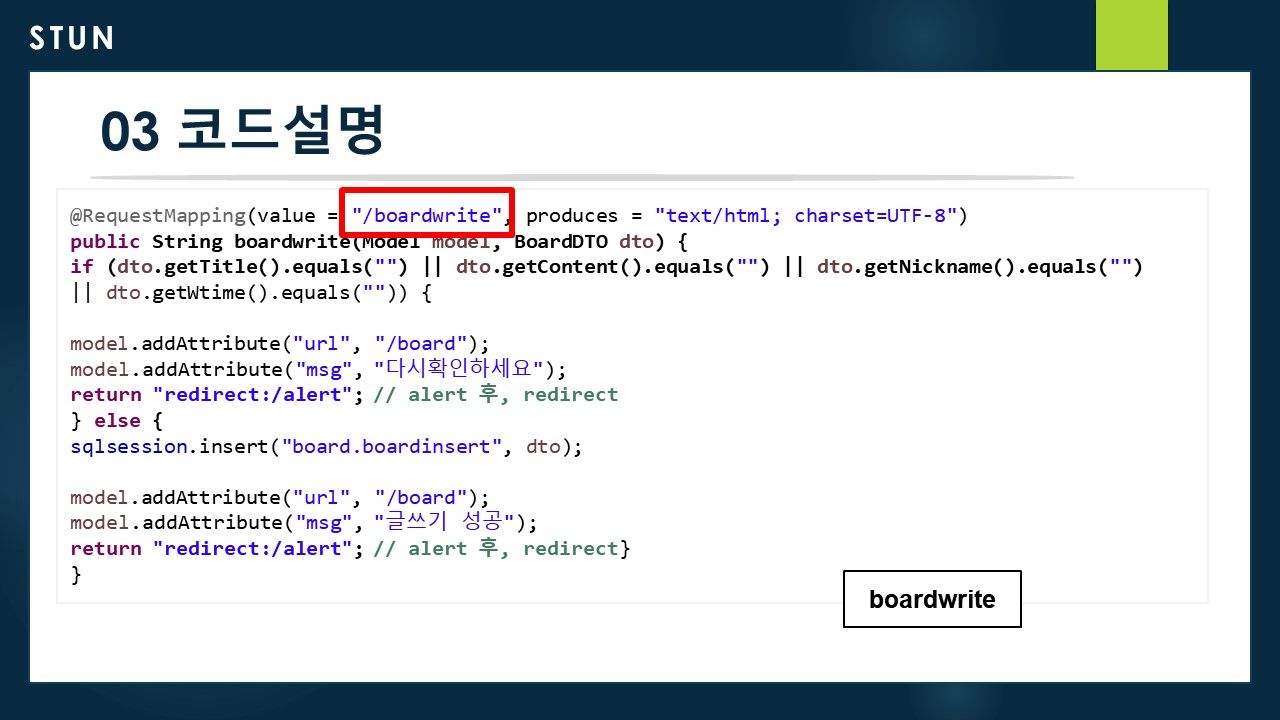 STUN
03 코드설명
@RequestMapping(value = "/boardwrite", produces = "text/html; charset=UTF-8")
public String boardwrite(Model model, BoardDTO dto) {
if (dto.getTitle().equals("") || dto.getContent().equals("") || dto.getNickname().equals("")
|| dto.getWtime().equals("")) {
model.addAttribute("url", "/board");
model.addAttribute("msg", "다시확인하세요");
return "redirect:/alert"; // alert 후, redirect
} else {
sqlsession.insert("board.boardinsert", dto);
model.addAttribute("url", "/board");
model.addAttribute("msg", "글쓰기 성공");
return "redirect:/alert"; // alert 후, redirect}
}
boardwrite